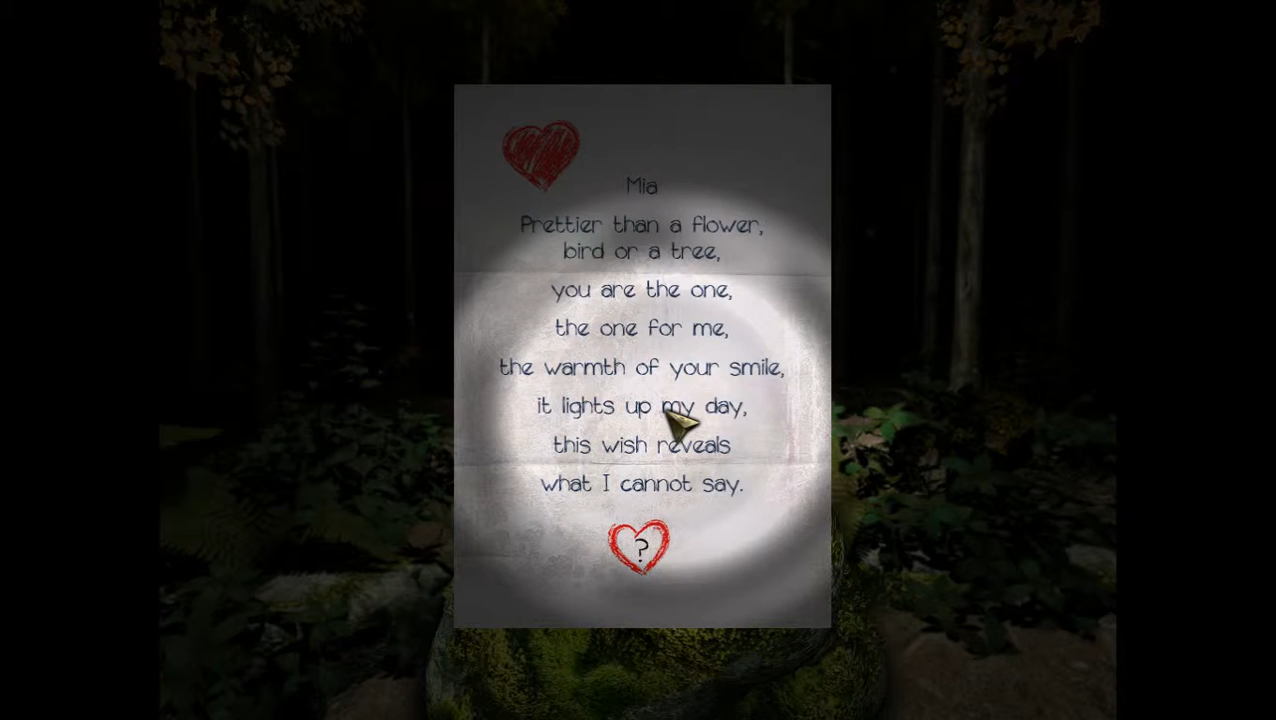 Mia
Prettier than a flower,
bird or a tree,
you are the one,
the one for me,
the warmth of your smile,
it lights up my day,
this wish reveals
what I cannot say.
?